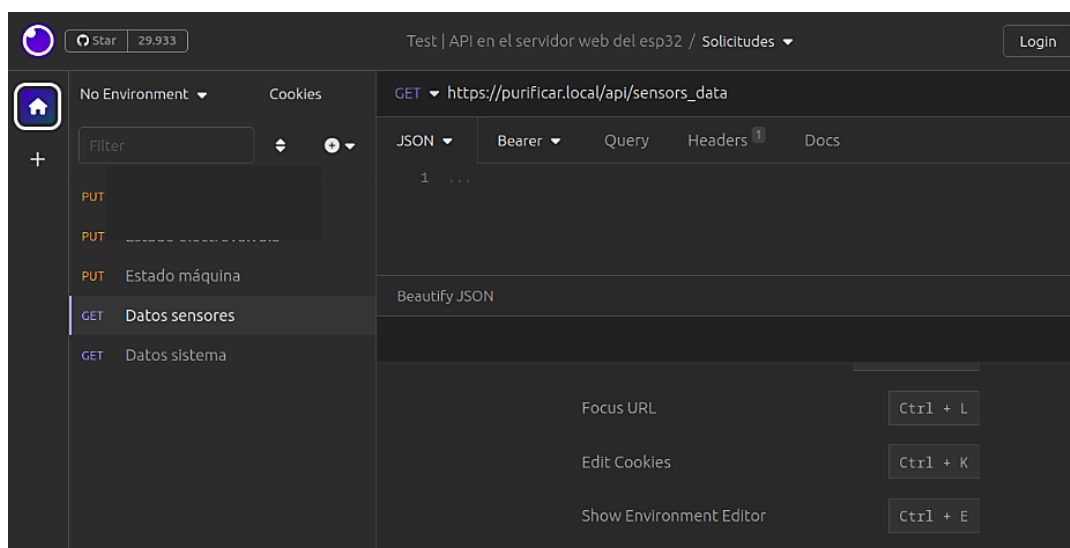 Star 29.933
Test | API en el servidor web del esp32 / Solicitudes
Login
No Environment
Cookies
GET https://purificar.local/api/sensors_data
Filter
JSON
Bearer
Query
Headers 1
Docs
1 ...
PUT
PUT
PUT Estado máquina
GET Datos sensores
GET Datos sistema
Beautify JSON
Focus URL Ctrl + L
Edit Cookies Ctrl + K
Show Environment Editor Ctrl + E